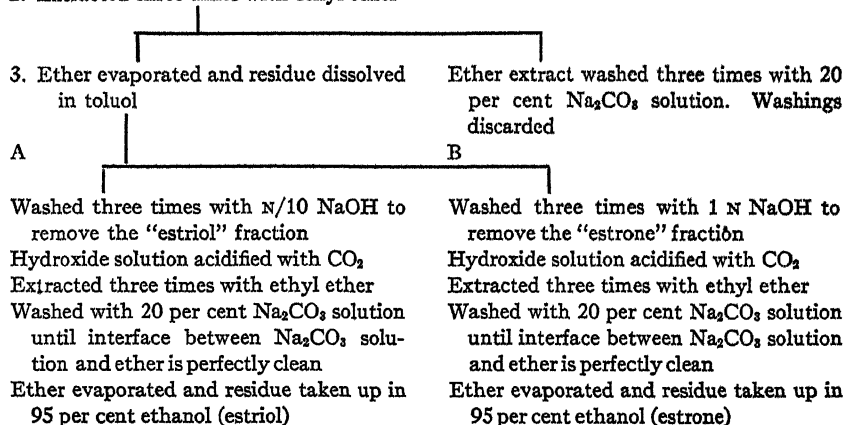 3. Ether evaporated and residue dissolved
in toluol
Ether extract washed three times with 20
per cent Na₂CO₃ solution. Washings
discarded
A
B
Washed three times with N/10 NaOH to
remove the "estriol" fraction
Hydroxide solution acidified with CO₂
Extracted three times with ethyl ether
Washed with 20 per cent Na₂CO₃ solution
until interface between Na₂CO₃ solu-
tion and ether is perfectly clean
Ether evaporated and residue taken up in
95 per cent ethanol (estriol)
Washed three times with 1 N NaOH to
remove the "estrone" fraction
Hydroxide solution acidified with CO₂
Extracted three times with ethyl ether
Washed with 20 per cent Na₂CO₃ solution
until interface between Na₂CO₃ solution
and ether is perfectly clean
Ether evaporated and residue taken up in
95 per cent ethanol (estrone)